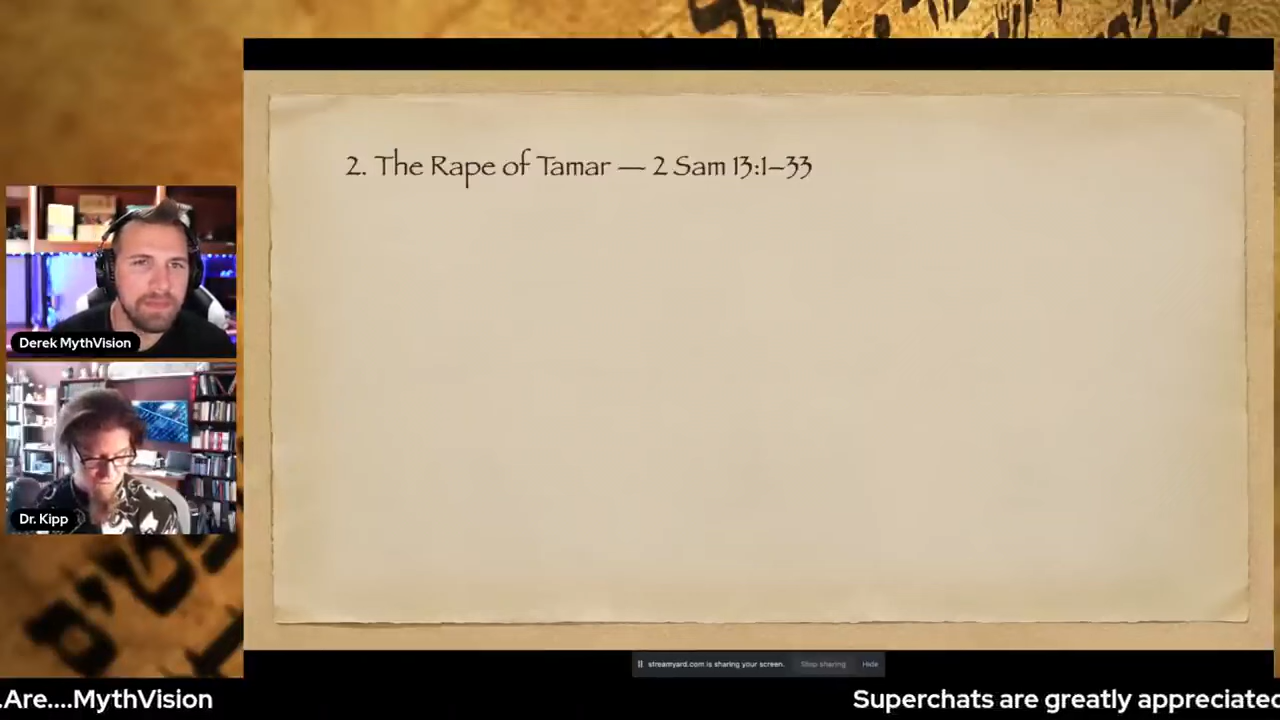 2. The Rape of Tamar — 2 Sam 13:1–33
Derek MythVision
Dr. Kipp
streamyard.com is sharing your screen. Stop sharing Hide
.Are....MythVision
Superchats are greatly appreciated